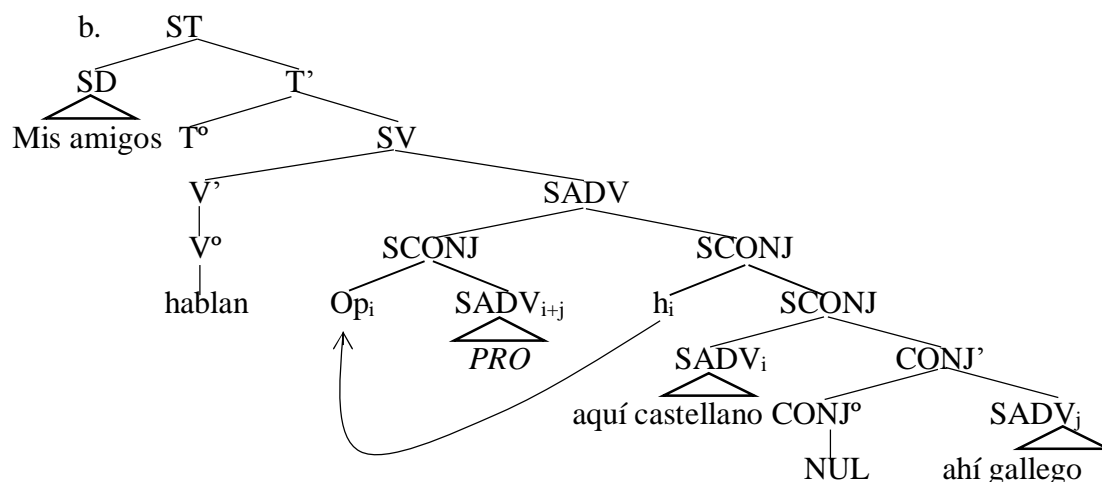 b. ST
SD T’
Mis amigos Tº SV
V’ SADV
Vº SCONJ SCONJ
hablan Opi SADVi+j hi SCONJ
PRO SADVi CONJ’
aquí castellano CONJº SADVj
NUL ahí gallego